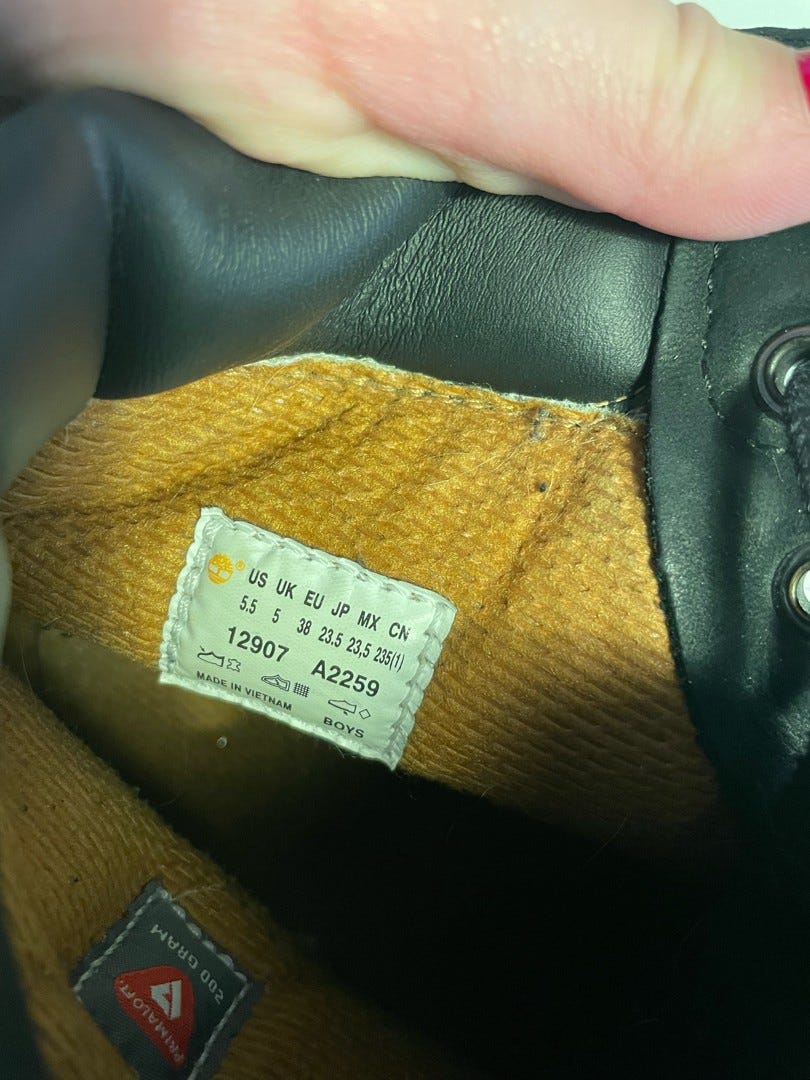 ® US UK EU JP MX CN
5.5 5 38 23.5 23,5 235(1)
12907 A2259
MADE IN VIETNAM
BOYS
200 GRAM
PRIMALOFT